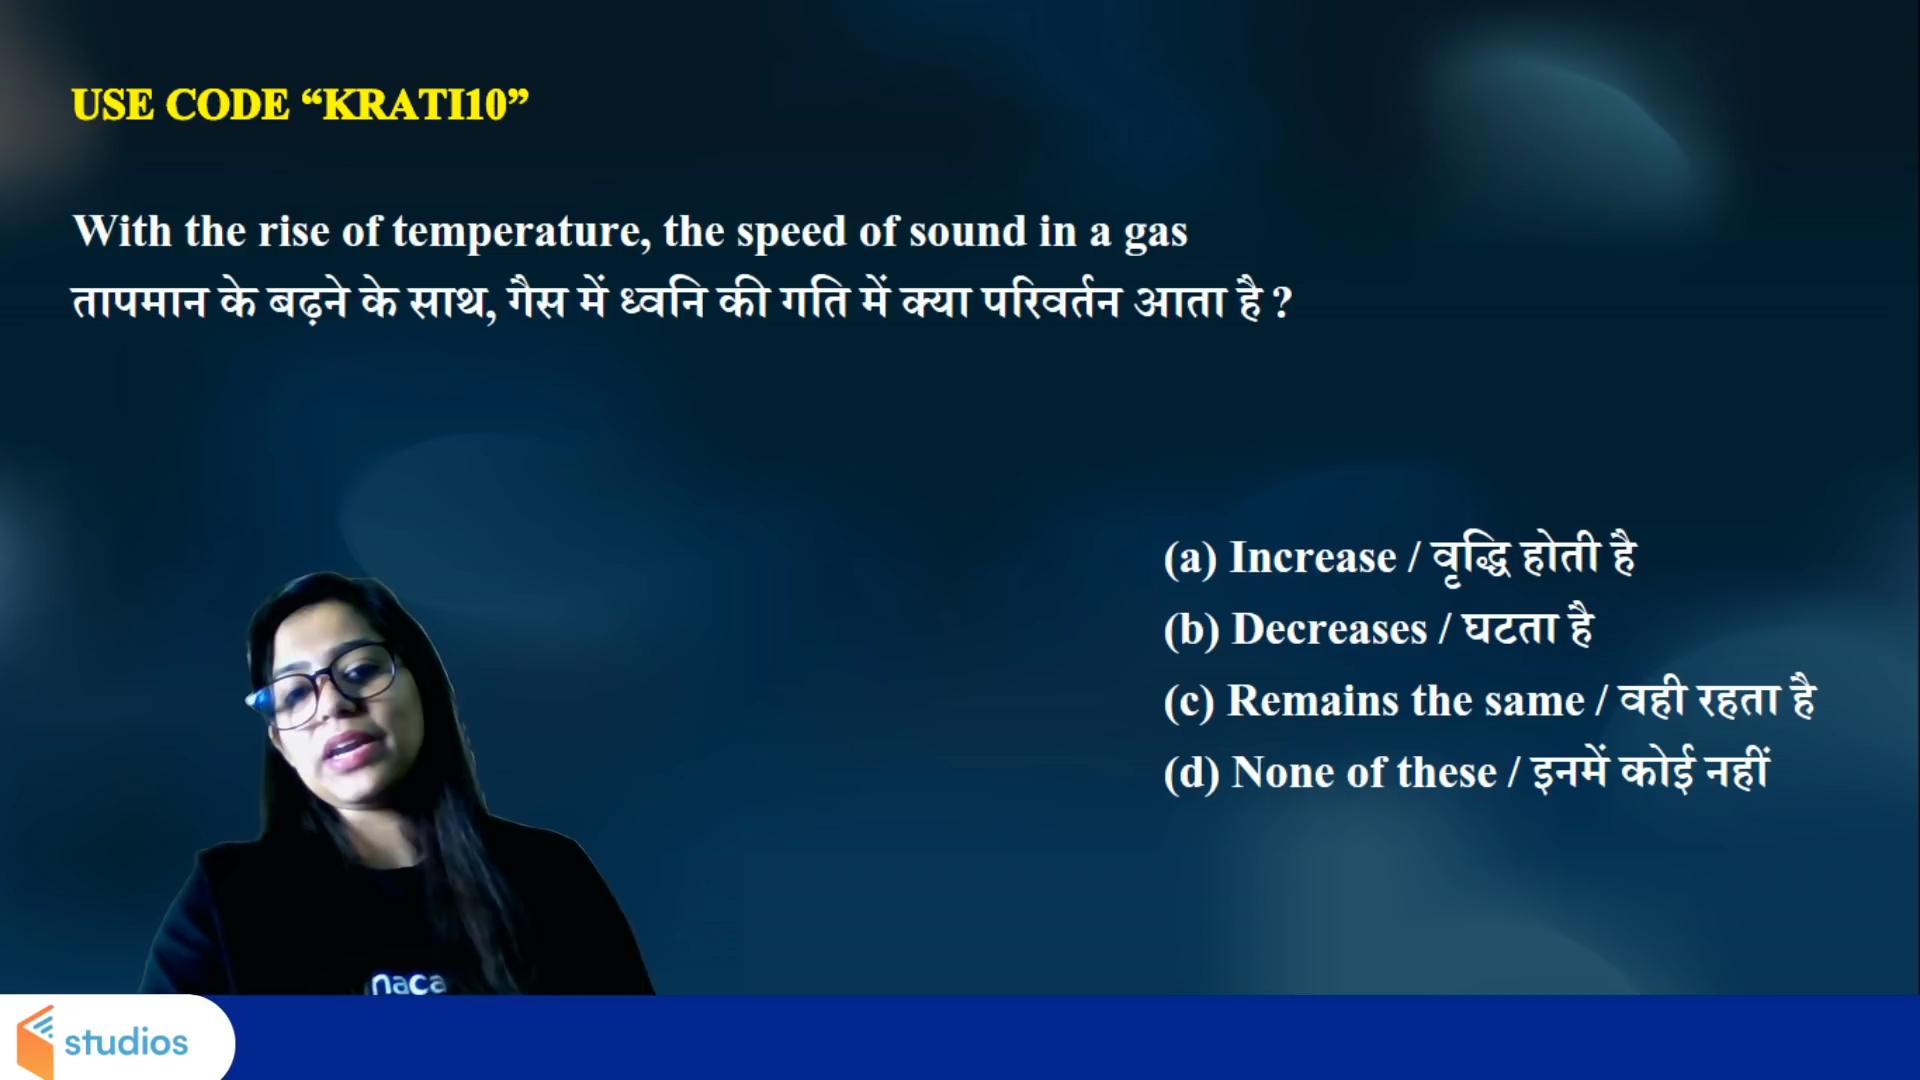 USE CODE “KRATI10”
With the rise of temperature, the speed of sound in a gas
तापमान के बढ़ने के साथ, गैस में ध्वनि की गति में क्या परिवर्तन आता है ?
(a) Increase / वृद्धि होती है
(b) Decreases / घटता है
(c) Remains the same / वही रहता है
(d) None of these / इनमें कोई नहीं
naca
studios